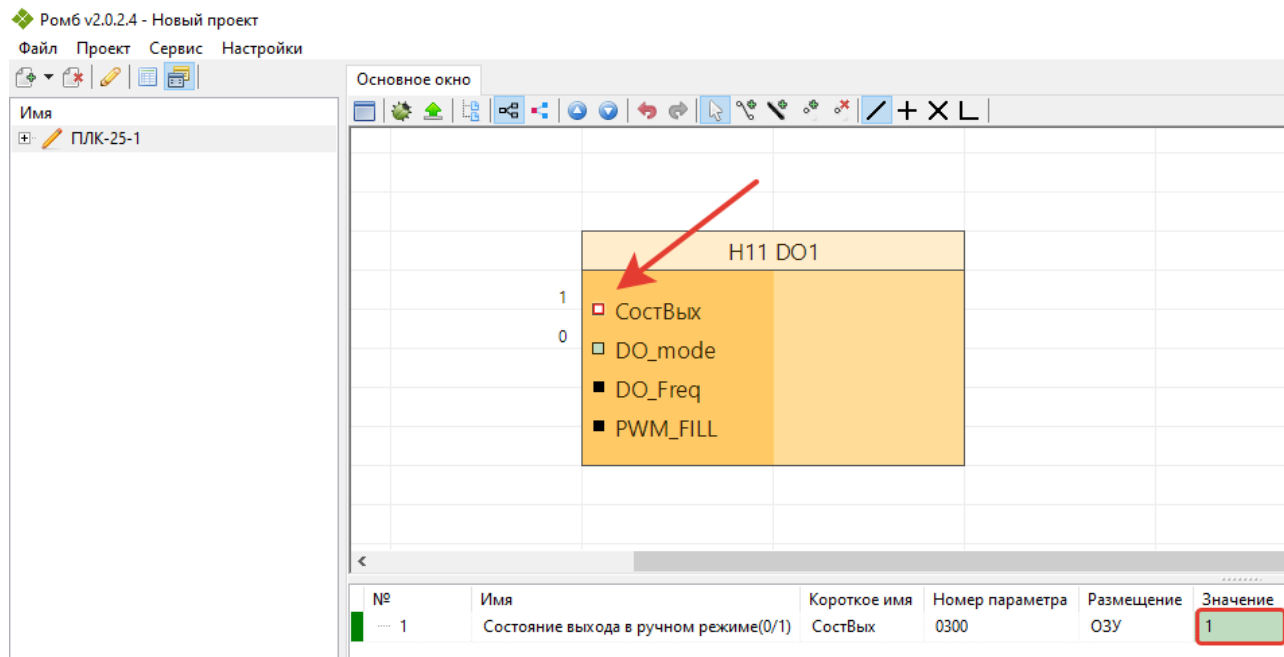 Ромб v2.0.2.4 - Новый проект
Файл Проект Сервис Настройки
Основное окно
Имя
ПЛК-25-1
H11 DO1
1
СостВых
0
DO_mode
DO_Freq
PWM_FILL
№ Имя Короткое имя Номер параметра Размещение Значение
1 Состояние выхода в ручном режиме(0/1) СостВых 0300 ОЗУ 1